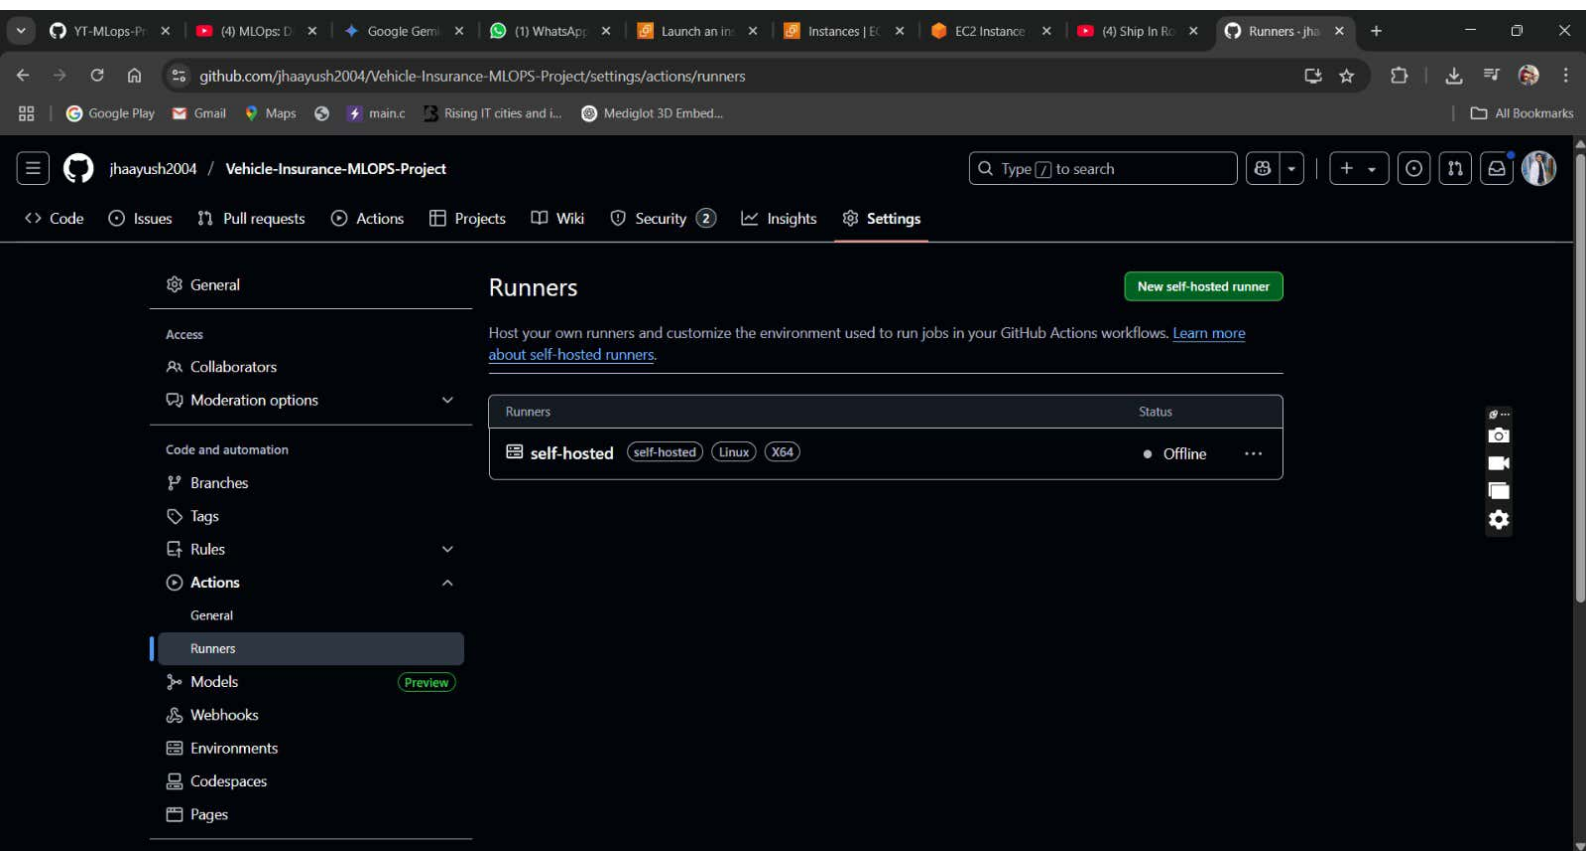 YT-MLops-Pr
(4) MLOps: D
Google Gemi
(1) WhatsApp
Launch an in
Instances | EC
EC2 Instance
(4) Ship In Ro
Runners - jha
github.com/jhaayush2004/Vehicle-Insurance-MLOPS-Project/settings/actions/runners
Google Play
Gmail
Maps
main.c
Rising IT cities and i...
Mediglot 3D Embed...
All Bookmarks
jhaayush2004 / Vehicle-Insurance-MLOPS-Project
Type / to search
Code
Issues
Pull requests
Actions
Projects
Wiki
Security 2
Insights
Settings
General
Access
Collaborators
Moderation options
Code and automation
Branches
Tags
Rules
Actions
General
Runners
Models Preview
Webhooks
Environments
Codespaces
Pages
Runners
New self-hosted runner
Host your own runners and customize the environment used to run jobs in your GitHub Actions workflows. Learn more
about self-hosted runners.
Runners Status
self-hosted self-hosted Linux X64 Offline